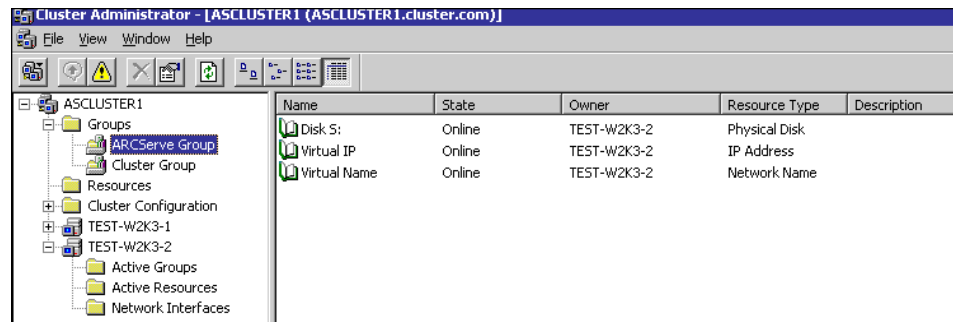 Cluster Administrator - [ASCLUSTER1 (ASCLUSTER1.cluster.com)]
File View Window Help
ASCLUSTER1
Groups
ARCServe Group
Cluster Group
Resources
Cluster Configuration
TEST-W2K3-1
TEST-W2K3-2
Active Groups
Active Resources
Network Interfaces
Name State Owner Resource Type Description
Disk S: Online TEST-W2K3-2 Physical Disk
Virtual IP Online TEST-W2K3-2 IP Address
Virtual Name Online TEST-W2K3-2 Network Name